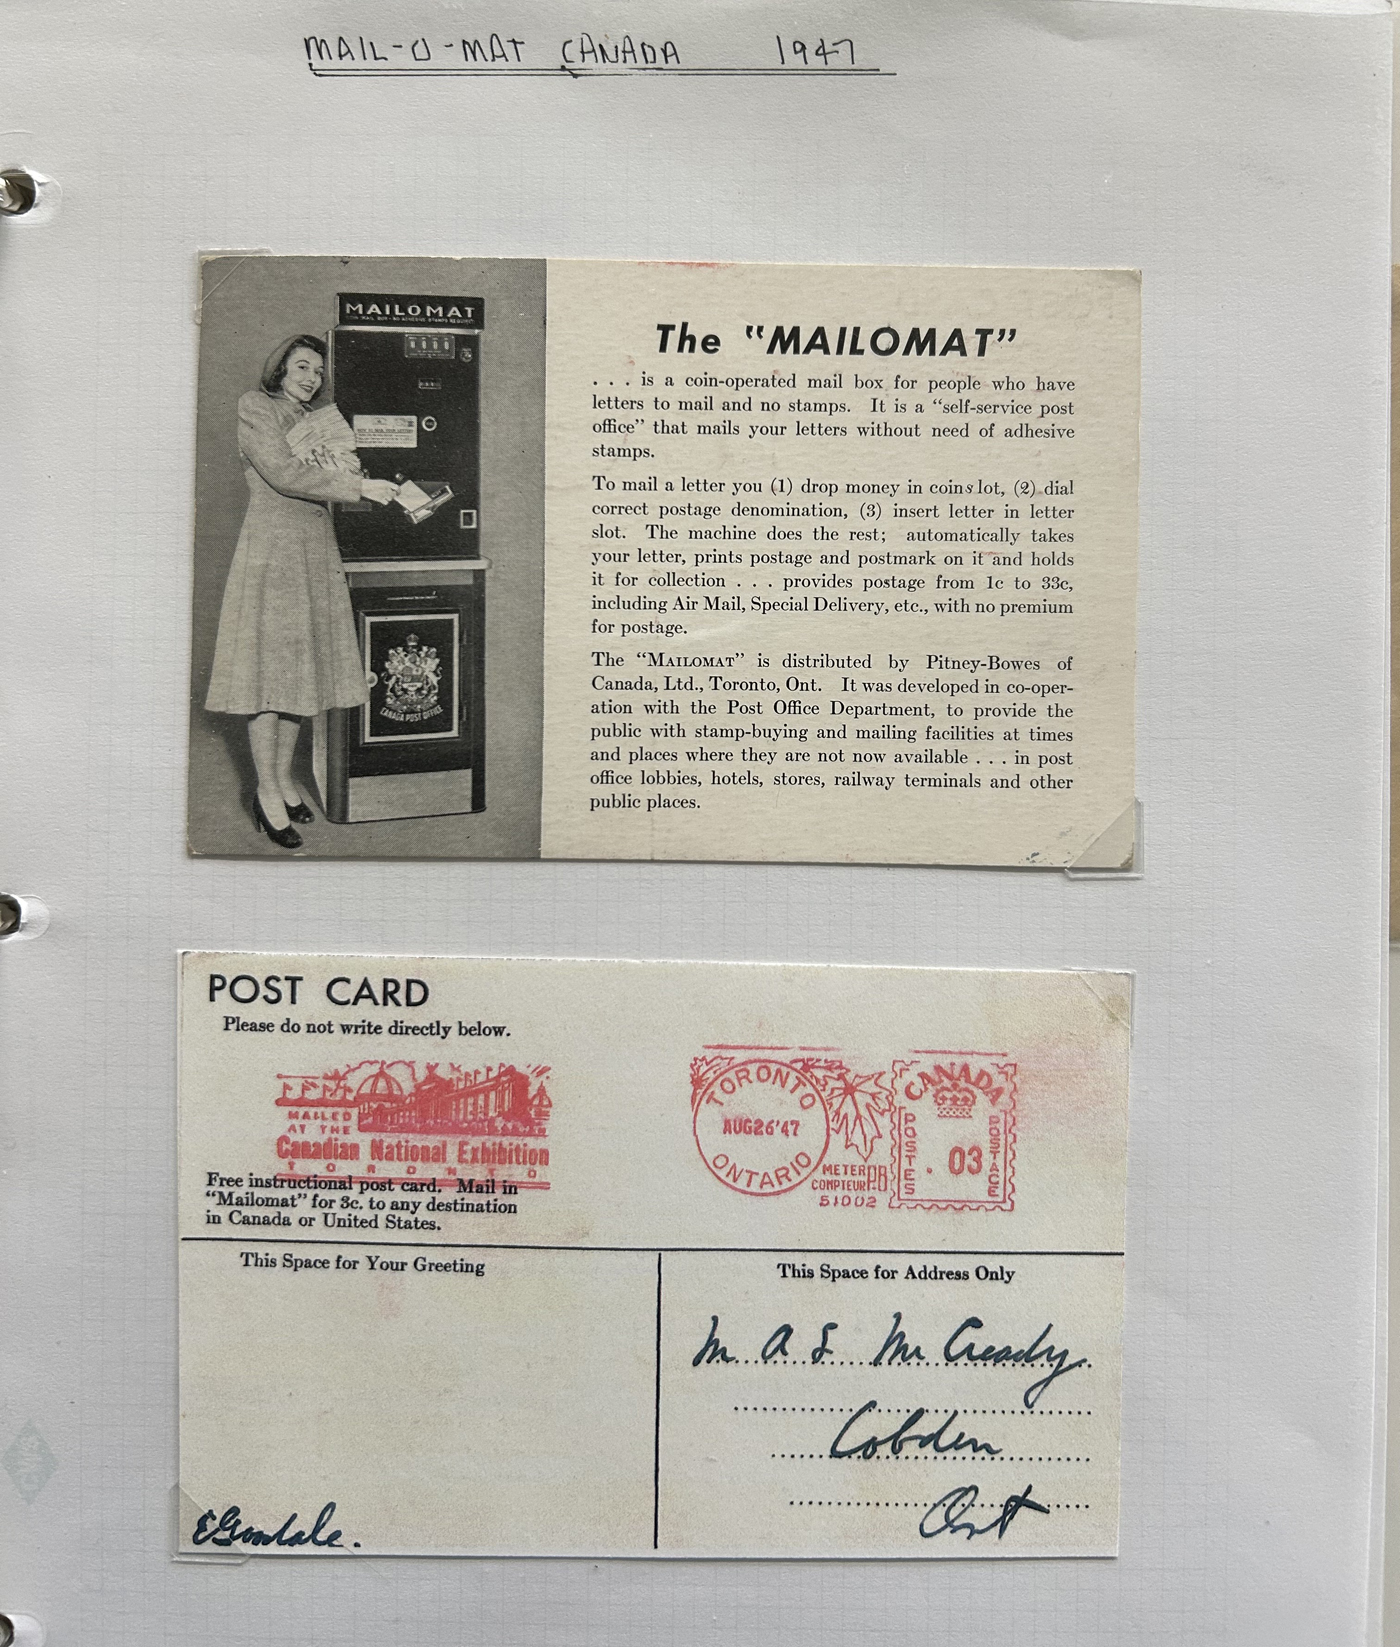 MAIL-O-MAT CANADA 1947
MAILOMAT
The "MAILOMAT"
. . . is a coin-operated mail box for people who have
letters to mail and no stamps. It is a "self-service post
office" that mails your letters without need of adhesive
stamps.
To mail a letter you (1) drop money in coin slot, (2) dial
correct postage denomination, (3) insert letter in letter
slot. The machine does the rest; automatically takes
your letter, prints postage and postmark on it and holds
it for collection . . . provides postage from 1c to 33c,
including Air Mail, Special Delivery, etc., with no premium
for postage.
The "MAILOMAT" is distributed by Pitney-Bowes of
Canada, Ltd., Toronto, Ont. It was developed in co-oper-
ation with the Post Office Department, to provide the
public with stamp-buying and mailing facilities at times
and places where they are not now available . . . in post
office lobbies, hotels, stores, railway terminals and other
public places.
CANADA POST OFFICE
POST CARD
Please do not write directly below.
MAILED
AT THE
Canadian National Exhibition
TORONTO
Free instructional post card. Mail in
"Mailomat" for 3c. to any destination
in Canada or United States.
TORONTO
AUG26'47
ONTARIO
METER
COMPTEUR PB
51002
CANADA
POSTES
.03
POSTAGE
This Space for Your Greeting
This Space for Address Only
Cobden
Ont